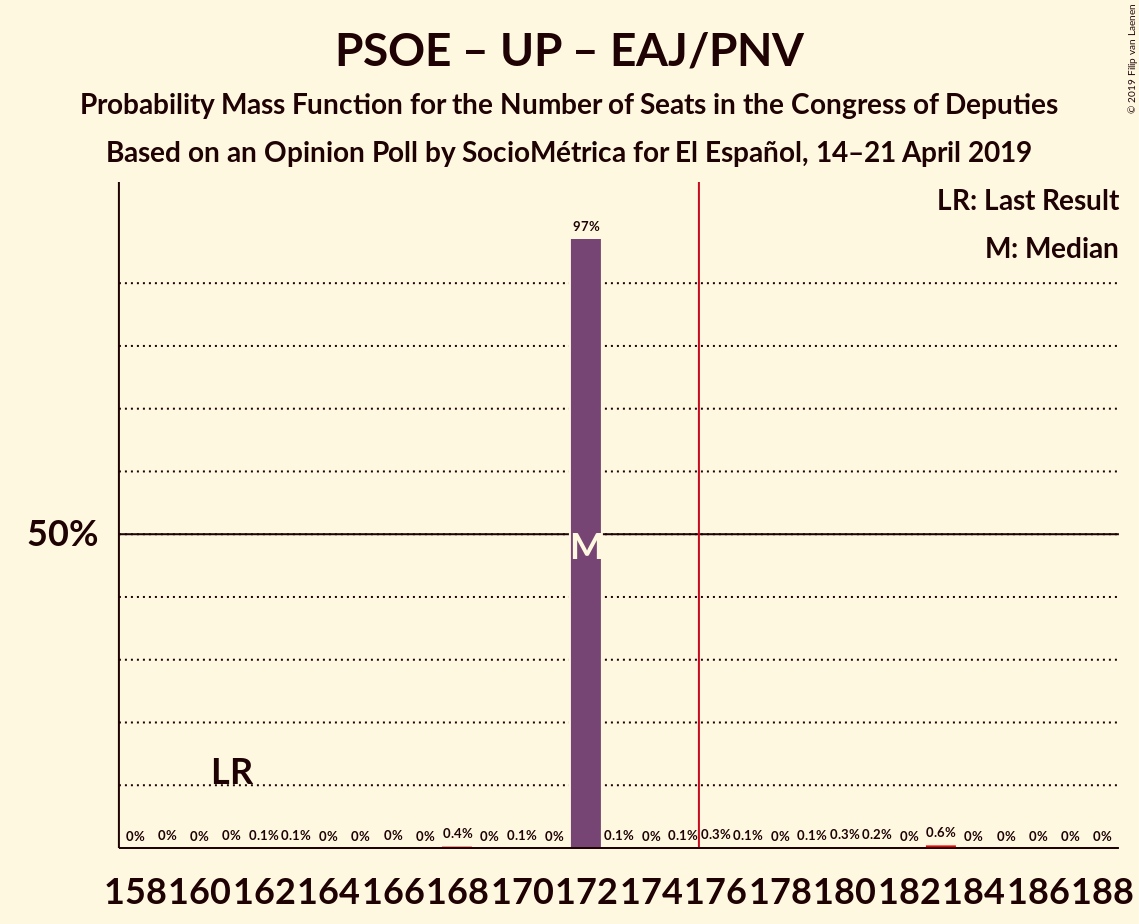 PSOE – UP – EAJ/PNV
Probability Mass Function for the Number of Seats in the Congress of Deputies
Based on an Opinion Poll by SocioMétrica for El Español, 14–21 April 2019
© 2019 Filip van Laenen
LR: Last Result
M: Median
97%
50%
M
LR
0% 0% 0% 0% 0.1% 0.1% 0% 0% 0% 0% 0.4% 0% 0.1% 0% 0.1% 0% 0.1% 0.3% 0.1% 0% 0.1% 0.3% 0.2% 0% 0.6% 0% 0% 0% 0% 0%
158 160 162 164 166 168 170 172 174 176 178 180 182 184 186 188